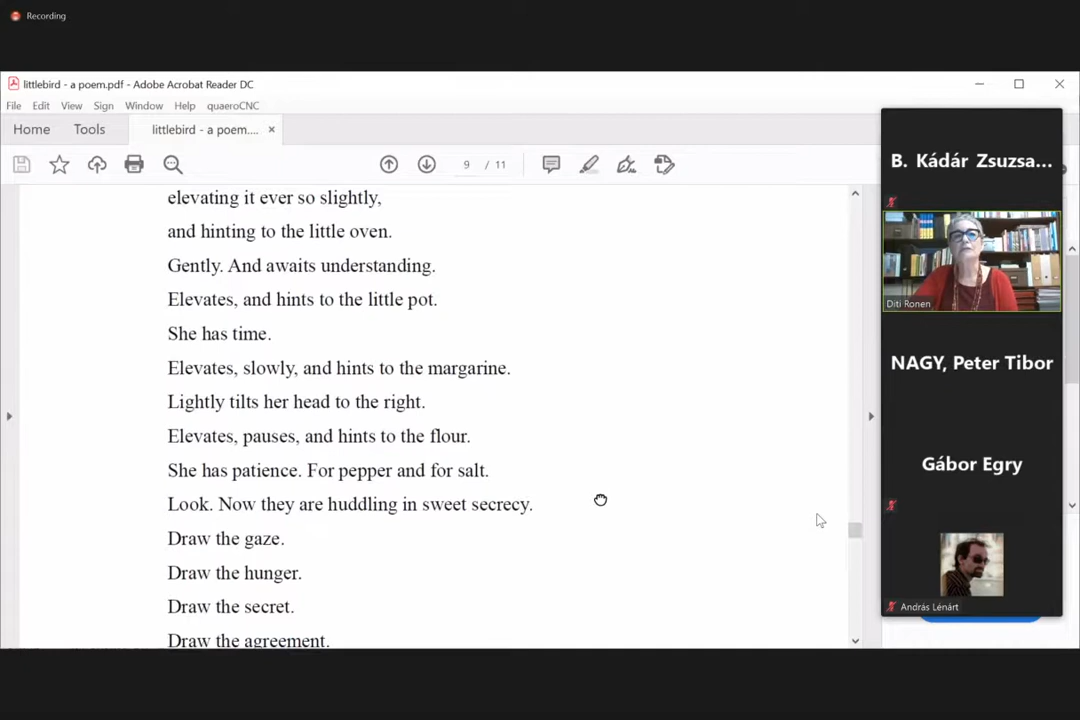 Recording
littlebird - a poem.pdf - Adobe Acrobat Reader DC
File Edit View Sign Window Help quaeroCNC
Home Tools littlebird - a poem....
9 / 11
elevating it ever so slightly,
and hinting to the little oven.
Gently. And awaits understanding.
Elevates, and hints to the little pot.
She has time.
Elevates, slowly, and hints to the margarine.
Lightly tilts her head to the right.
Elevates, pauses, and hints to the flour.
She has patience. For pepper and for salt.
Look. Now they are huddling in sweet secrecy.
Draw the gaze.
Draw the hunger.
Draw the secret.
Draw the agreement.
B. Kádár Zsuzsa...
Diti Ronen
NAGY, Peter Tibor
Gábor Egry
András Lénárt